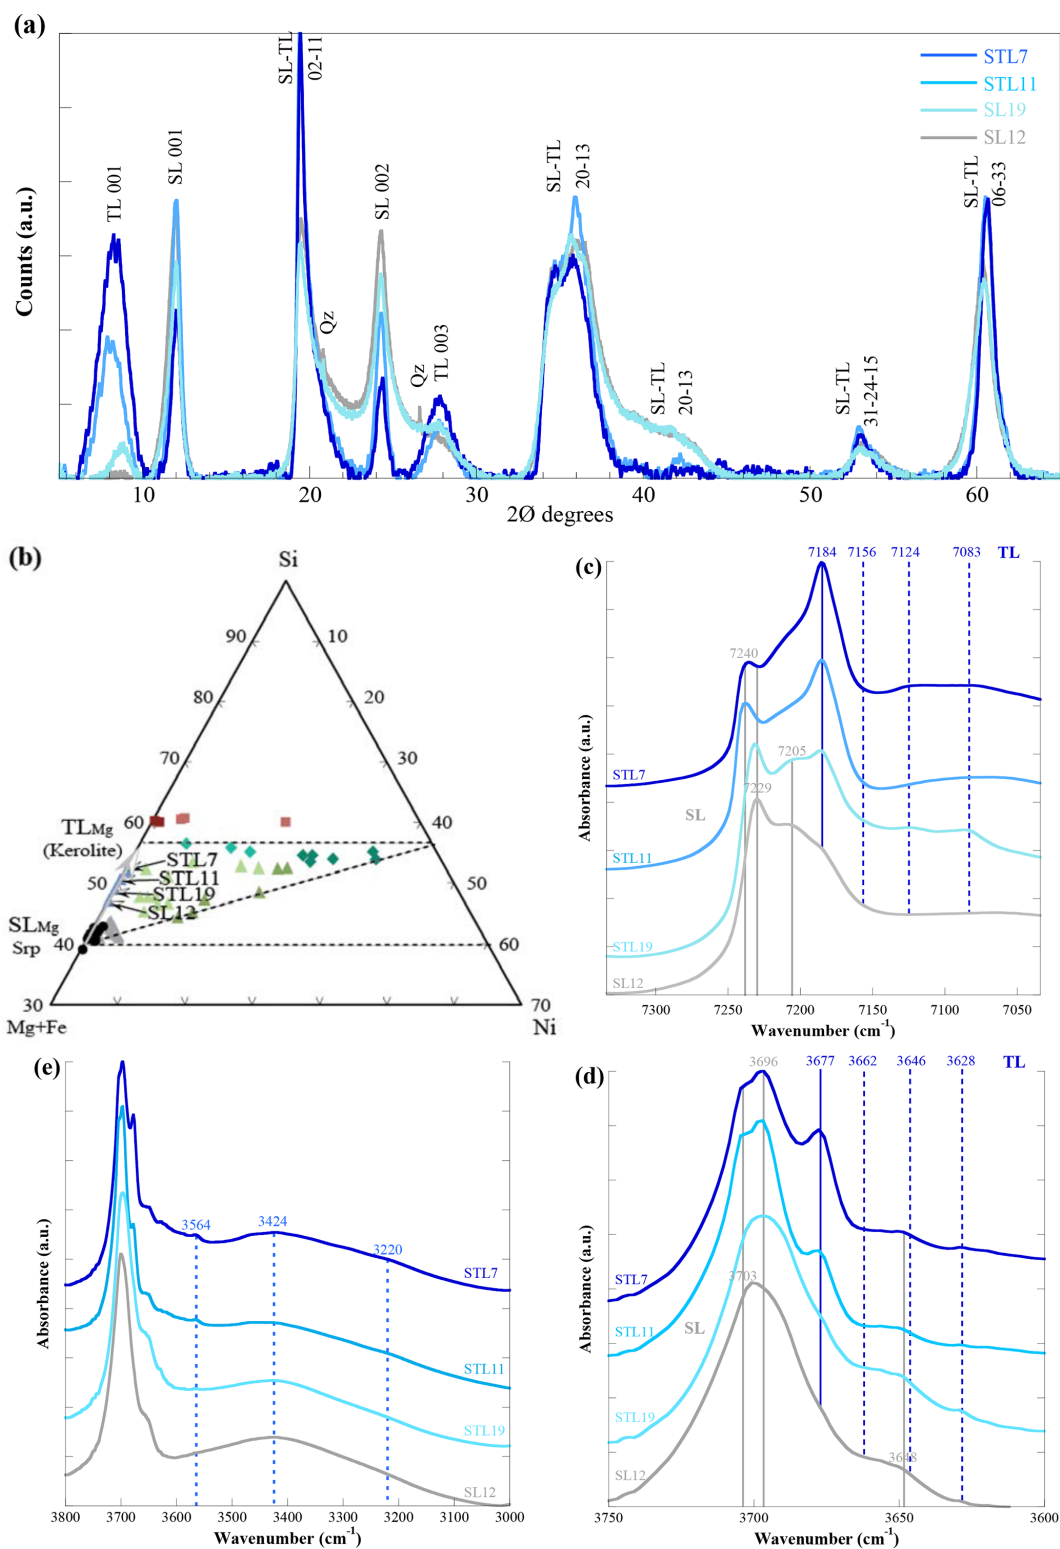 (a)
STL7
STL11
SL19
SL12
TL 001
SL 001
SL-TL
02-11
Qz
SL 002
Qz
TL 003
SL-TL
20-13
SL-TL
20-13
SL-TL
31-24-15
SL-TL
06-33
Counts (a.u.)
10
20
30
40
50
60
2Ø degrees
(b)
Si
90
10
80
20
70
30
60
40
50
50
40
60
30
70
TLMg
(Kerolite)
STL7
STL11
STL19
SL12
SLMg
Srp
Mg+Fe
Ni
(c)
7184
7156
7124
7083
TL
7240
7229
7205
SL
STL7
STL11
STL19
SL12
Absorbance (a.u.)
7300
7250
7200
7150
7100
7050
Wavenumber (cm-1)
(e)
3564
3424
3220
STL7
STL11
STL19
SL12
Absorbance (a.u.)
3800
3700
3600
3500
3400
3300
3200
3100
3000
Wavenumber (cm-1)
(d)
3696
3677
3662
3646
3628
TL
3703
SL
3648
STL7
STL11
STL19
SL12
Absorbance (a.u.)
3750
3700
3650
3600
Wavenumber (cm-1)